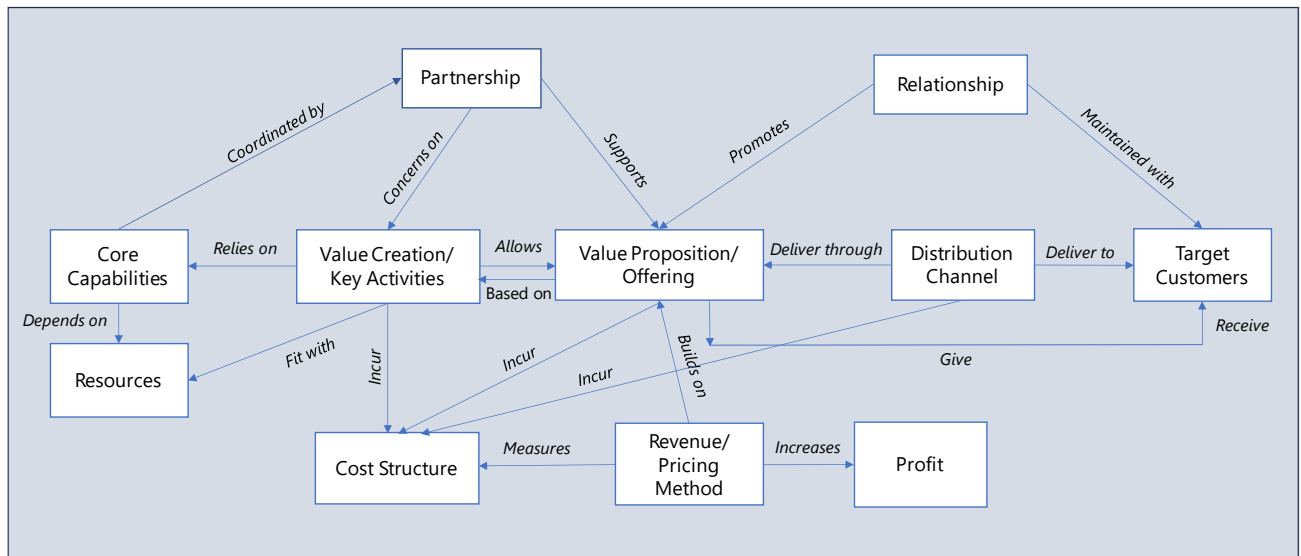 Partnership
Relationship
Coordinated by
Concerns on
Supports
Promotes
Maintained with
Core
Capabilities
Relies on
Value Creation/
Key Activities
Allows
Based on
Value Proposition/
Offering
Deliver through
Distribution
Channel
Deliver to
Target
Customers
Depends on
Resources
Fit with
Incur
Incur
Incur
Builds on
Give
Receive
Cost Structure
Measures
Revenue/
Pricing
Method
Increases
Profit